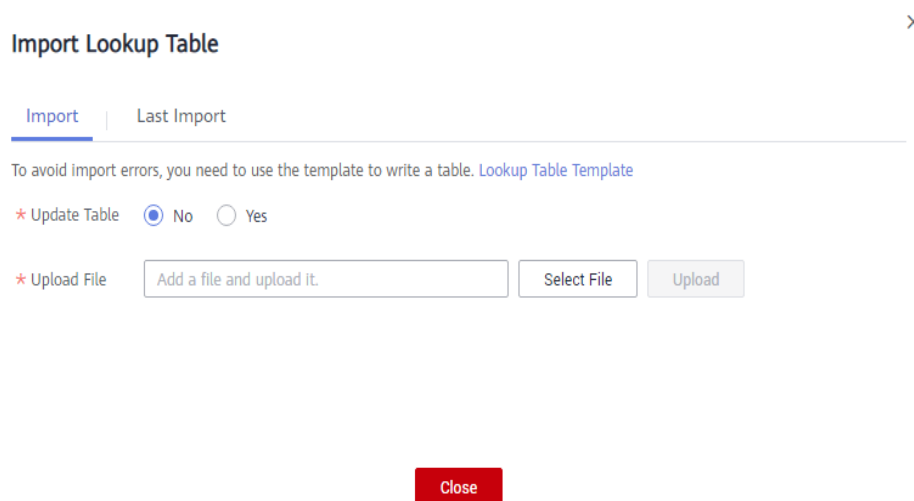 Import Lookup Table
Import Last Import
To avoid import errors, you need to use the template to write a table. Lookup Table Template
* Update Table No Yes
* Upload File Add a file and upload it. Select File Upload
Close